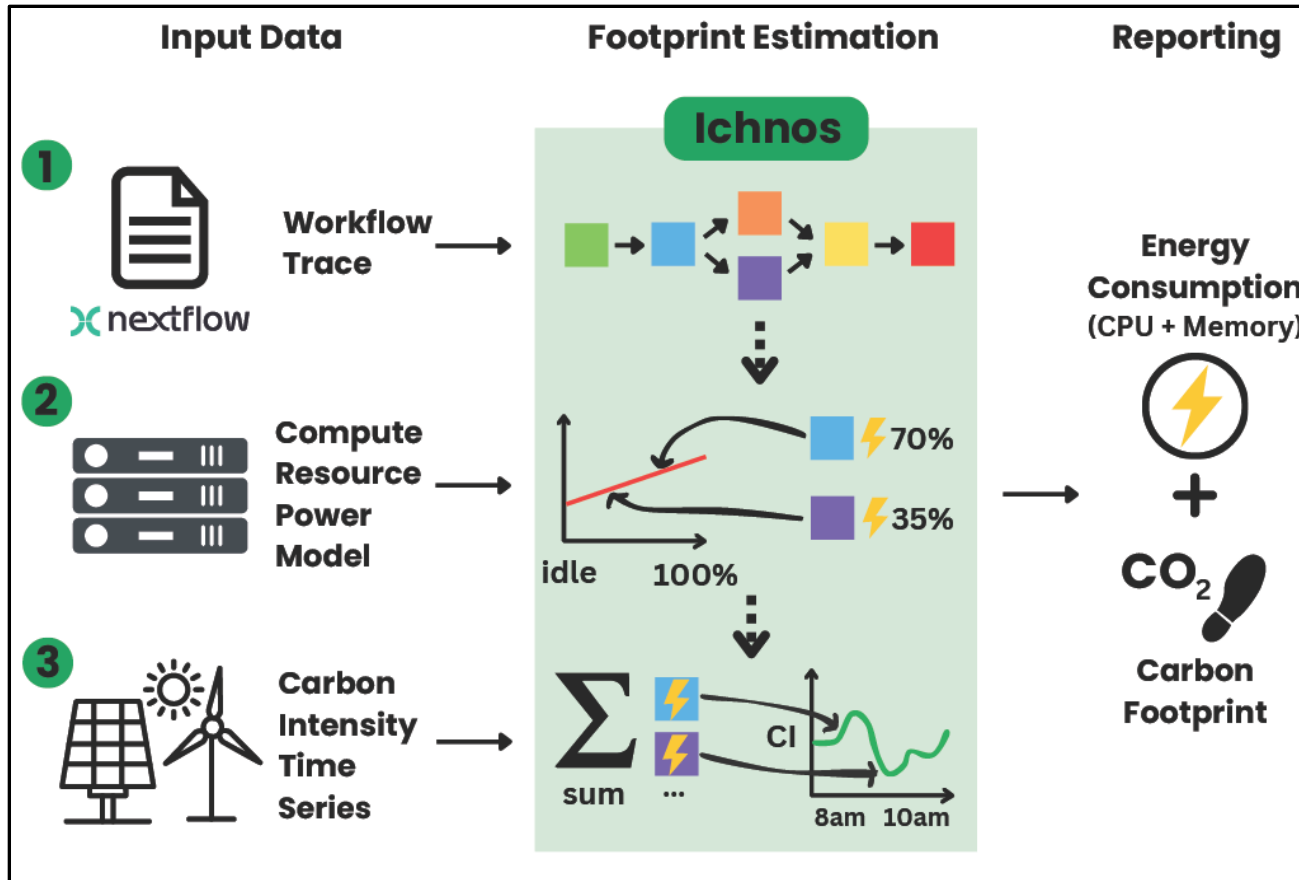 Input Data
Footprint Estimation
Reporting
Ichnos
1
Workflow
Trace
nextflow
2
Compute
Resource
Power
Model
70%
35%
idle
100%
3
Carbon
Intensity
Time
Series
Σ
sum
...
CI
8am
10am
Energy
Consumption
(CPU + Memory)
+
CO₂
Carbon
Footprint